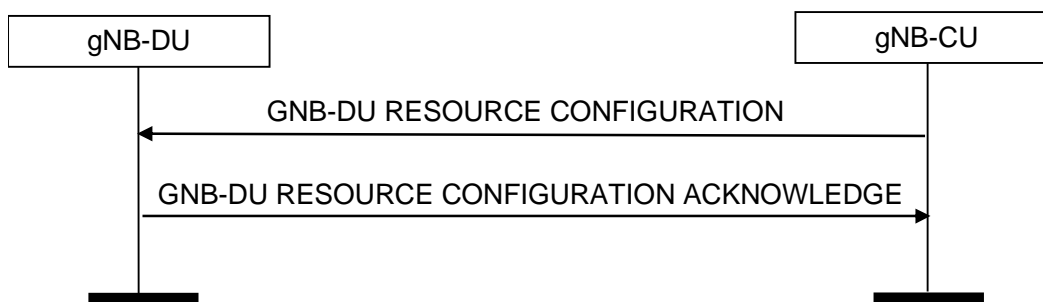 gNB-DU
gNB-CU
GNB-DU RESOURCE CONFIGURATION
GNB-DU RESOURCE CONFIGURATION ACKNOWLEDGE